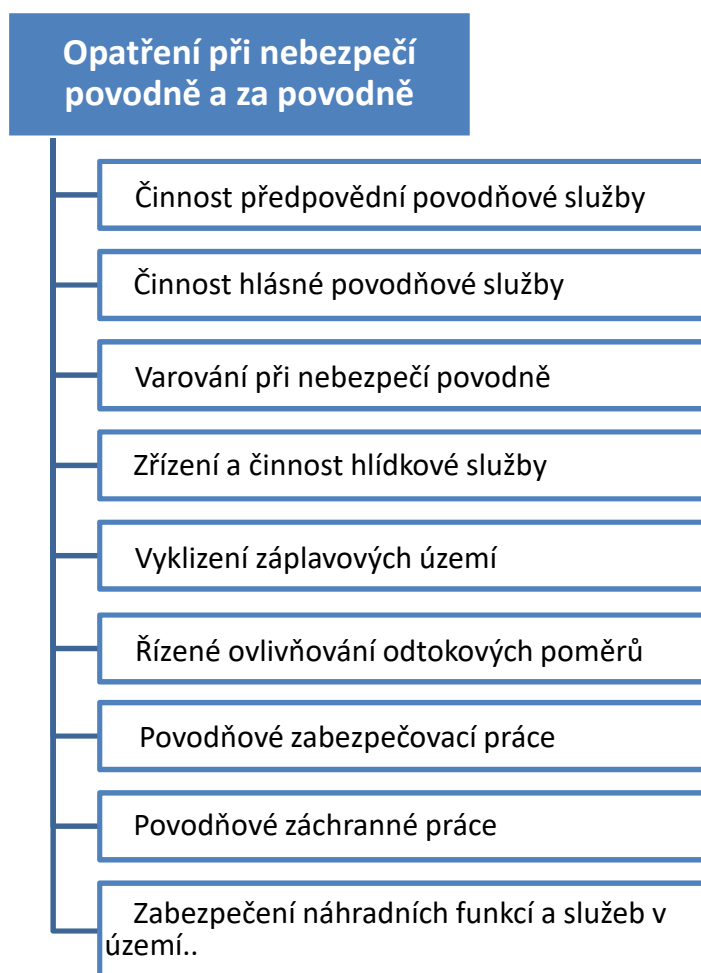 Opatření při nebezpečí
povodně a za povodně
Činnost předpovědní povodňové služby
Činnost hlásné povodňové služby
Varování při nebezpečí povodně
Zřízení a činnost hlídkové služby
Vyklizení záplavových území
Řízené ovlivňování odtokových poměrů
Povodňové zabezpečovací práce
Povodňové záchranné práce
Zabezpečení náhradních funkcí a služeb v
území..